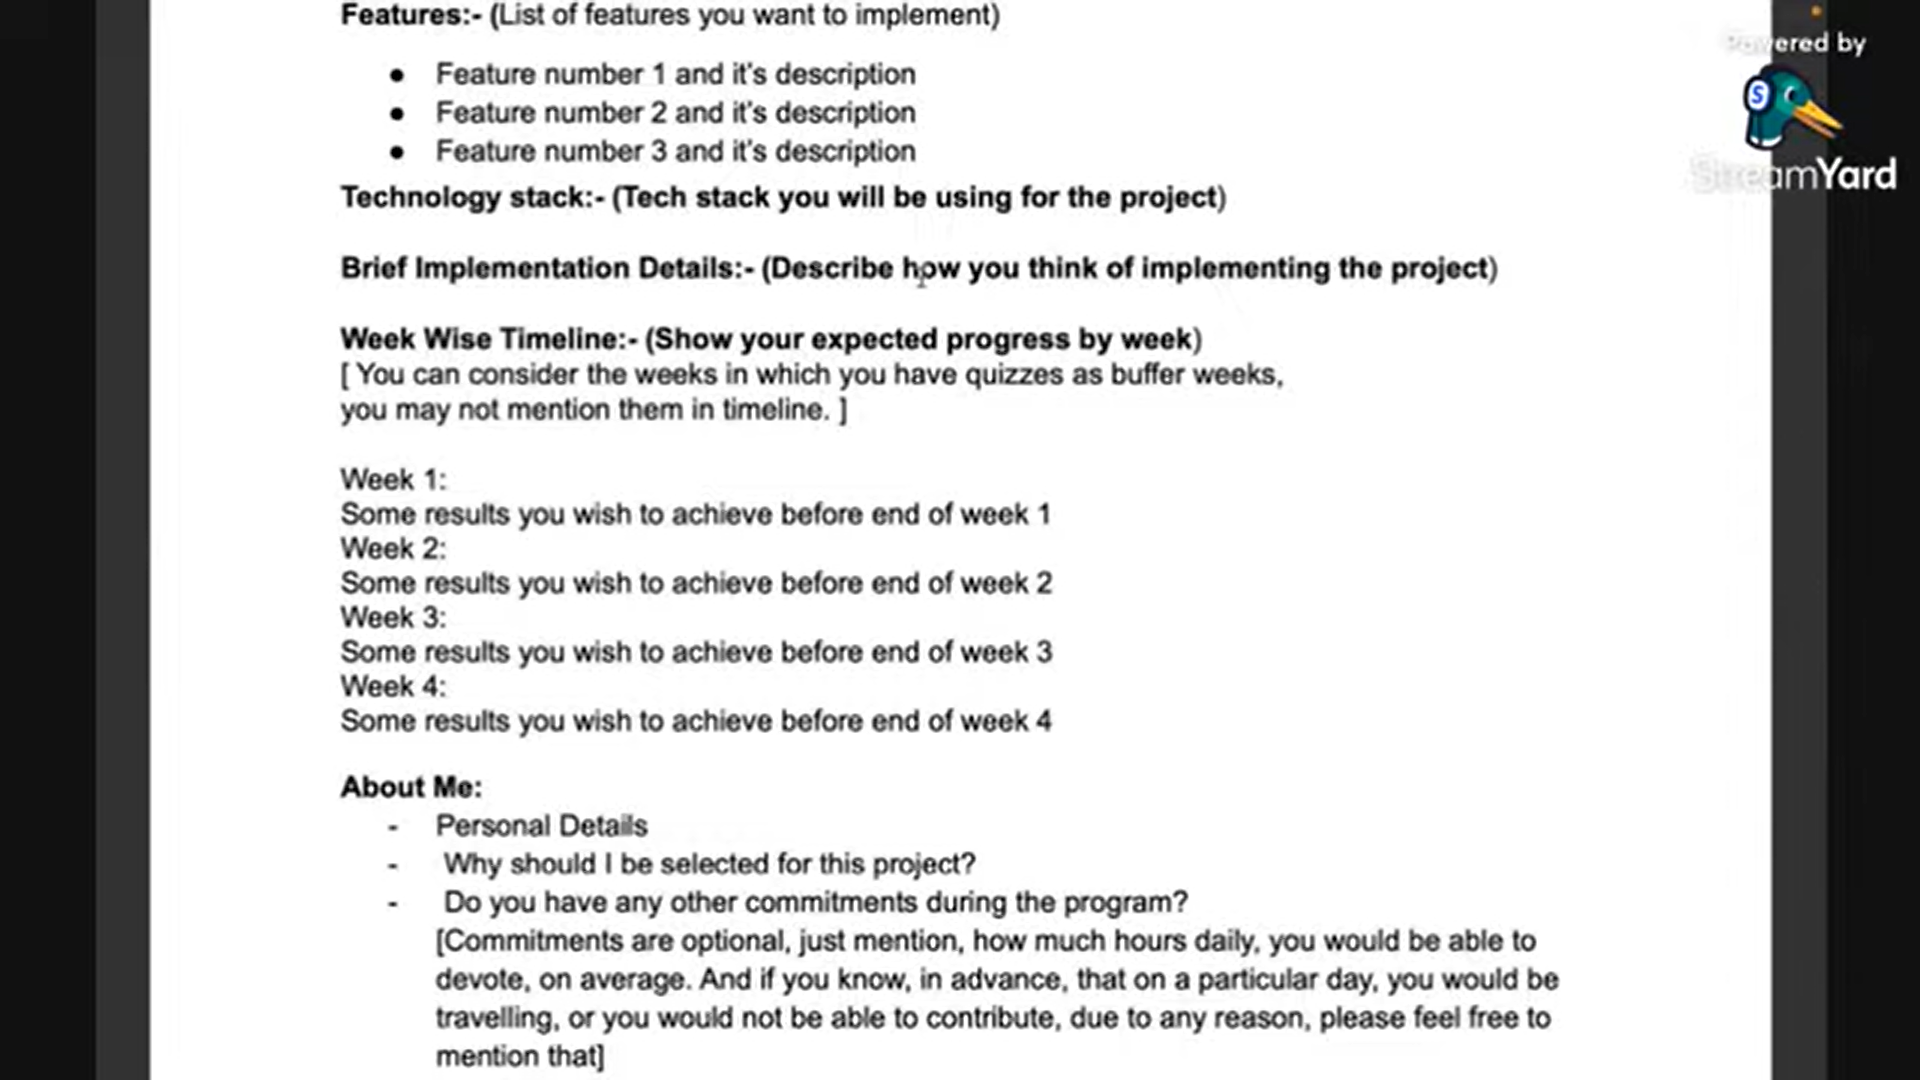 Features:- (List of features you want to implement)
● Feature number 1 and it's description
● Feature number 2 and it's description
● Feature number 3 and it's description
Technology stack:- (Tech stack you will be using for the project)
Brief Implementation Details:- (Describe how you think of implementing the project)
Week Wise Timeline:- (Show your expected progress by week)
[ You can consider the weeks in which you have quizzes as buffer weeks,
you may not mention them in timeline. ]
Week 1:
Some results you wish to achieve before end of week 1
Week 2:
Some results you wish to achieve before end of week 2
Week 3:
Some results you wish to achieve before end of week 3
Week 4:
Some results you wish to achieve before end of week 4
About Me:
- Personal Details
- Why should I be selected for this project?
- Do you have any other commitments during the program?
[Commitments are optional, just mention, how much hours daily, you would be able to
devote, on average. And if you know, in advance, that on a particular day, you would be
travelling, or you would not be able to contribute, due to any reason, please feel free to
mention that]
Powered by
S
StreamYard